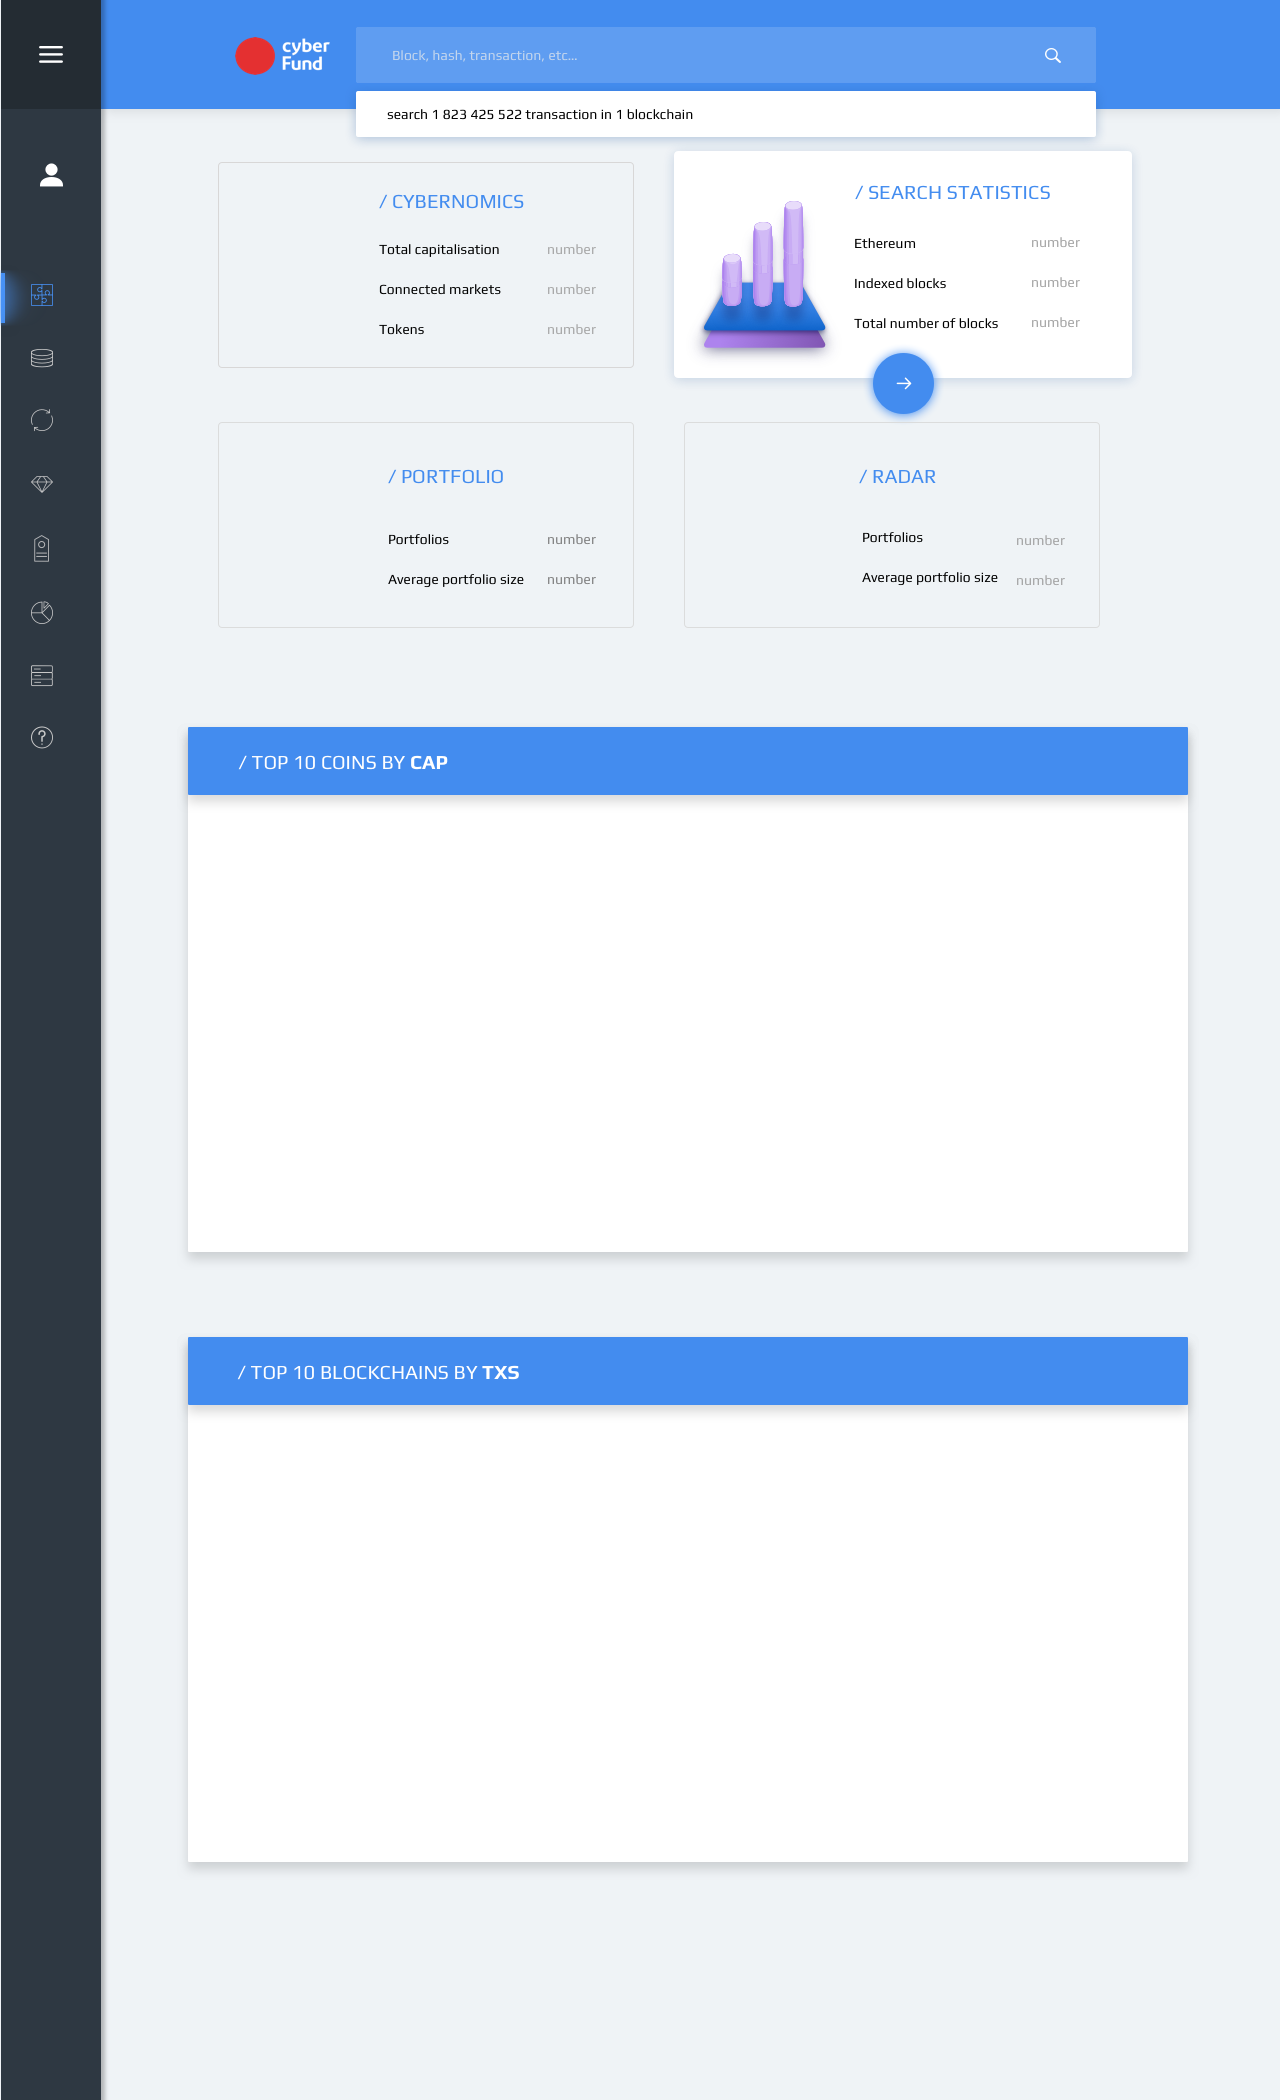 cyber
Fund
Block, hash, transaction, etc...
search 1 823 425 522 transaction in 1 blockchain
/ CYBERNOMICS
Total capitalisation number
Connected markets number
Tokens number
/ SEARCH STATISTICS
Ethereum number
Indexed blocks number
Total number of blocks number
/ PORTFOLIO
Portfolios number
Average portfolio size number
/ RADAR
Portfolios number
Average portfolio size number
/ TOP 10 COINS BY CAP
/ TOP 10 BLOCKCHAINS BY TXS